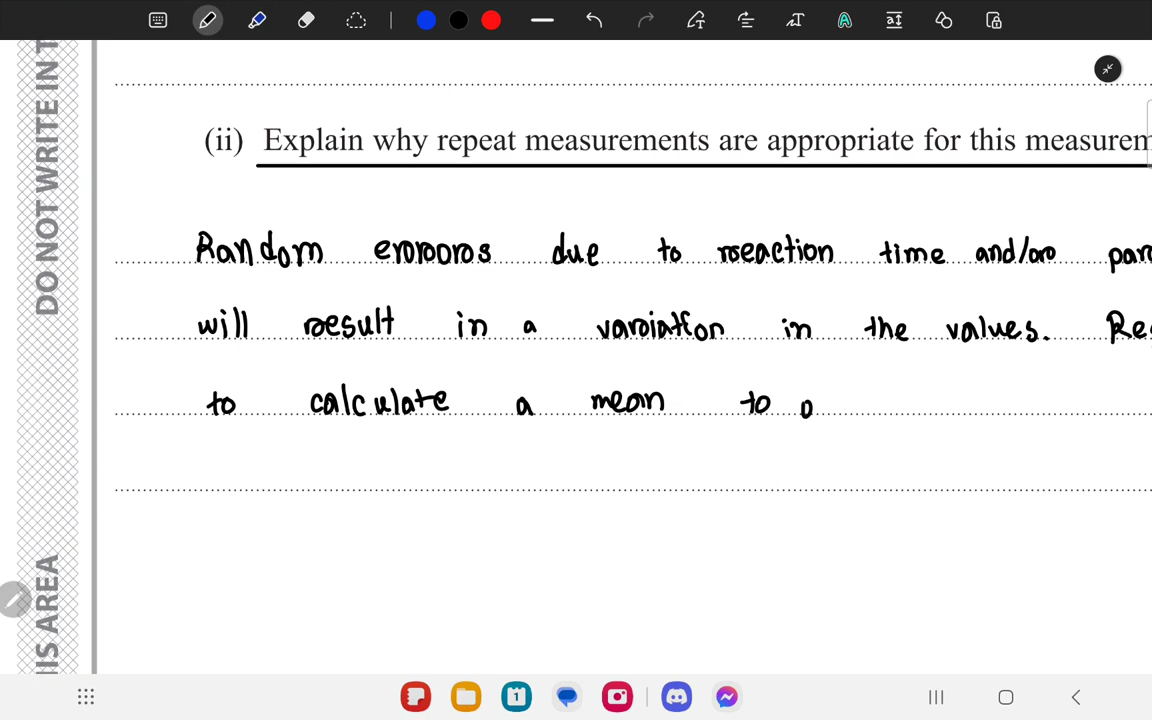 DO NOT WRITE IN T
IS AREA
(ii) Explain why repeat measurements are appropriate for this measurem
Random errors due to reaction time and/or par
will result in a variation in the values. Re
to calculate a mean to